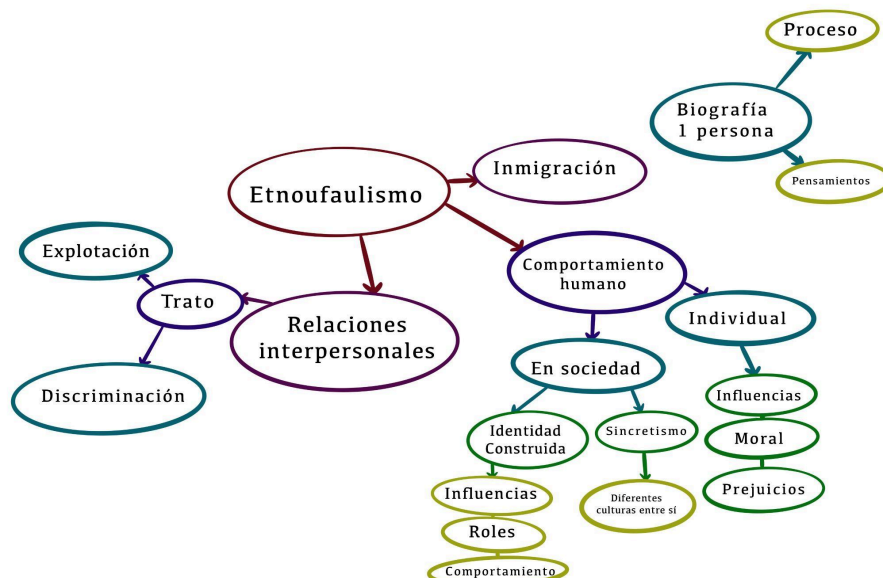 Proceso
Biografía
1 persona
Pensamientos
Inmigración
Etnoufaulismo
Explotación
Trato
Discriminación
Relaciones
interpersonales
Comportamiento
humano
Individual
En sociedad
Influencias
Moral
Prejuicios
Identidad
Construida
Sincretismo
Influencias
Roles
Comportamiento
Diferentes
culturas entre sí